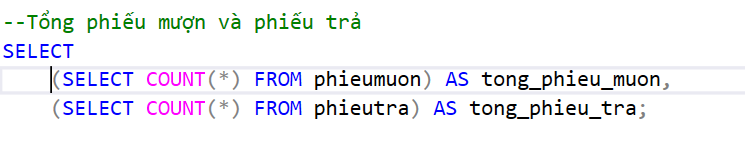 --Tổng phiếu mượn và phiếu trả
SELECT
    (SELECT COUNT(*) FROM phieumuon) AS tong_phieu_muon,
    (SELECT COUNT(*) FROM phieutra) AS tong_phieu_tra;